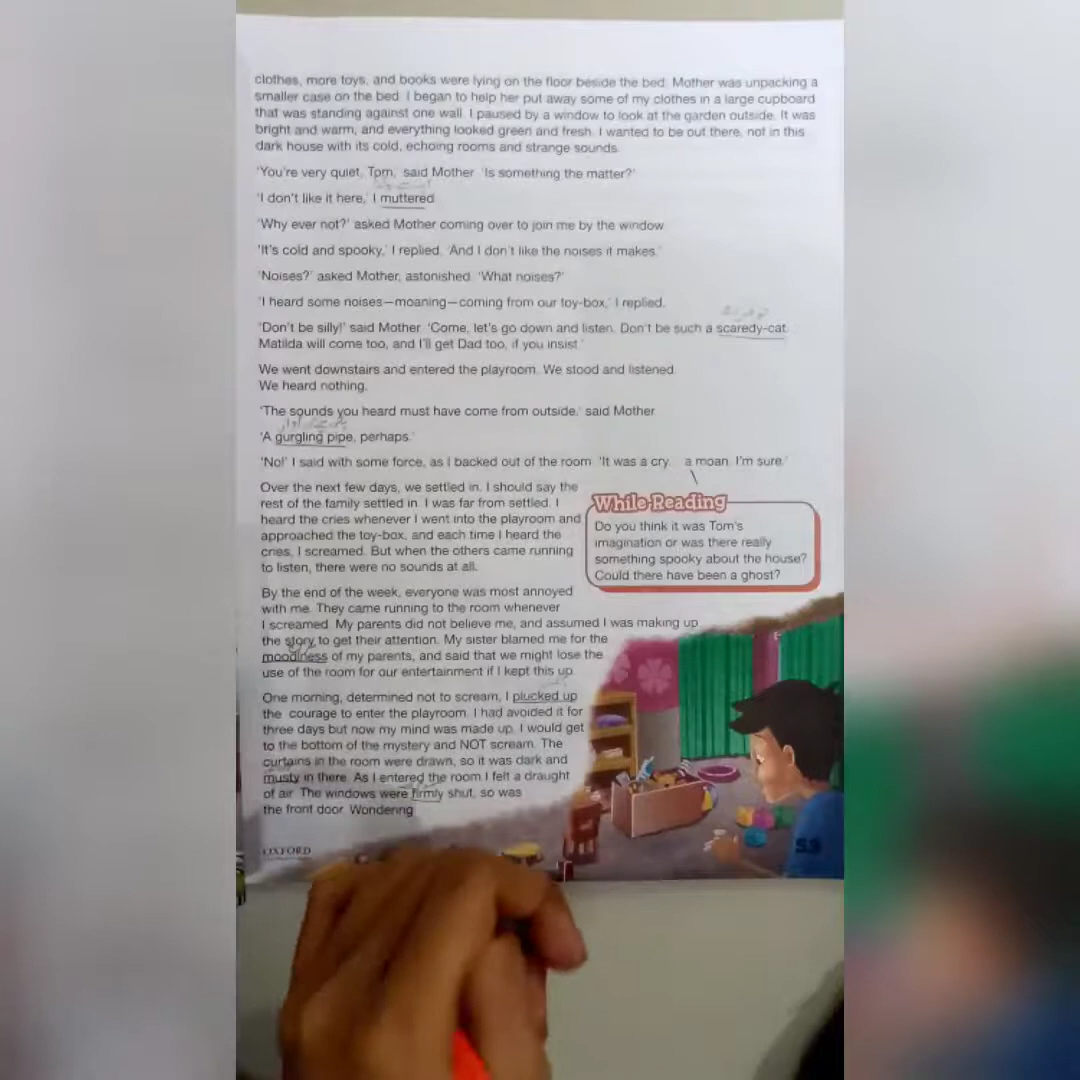 clothes, more toys, and books were lying on the floor beside the bed. Mother was unpacking a
smaller case on the bed. I began to help her put away some of my clothes in a large cupboard
that was standing against one wall. I paused by a window to look at the garden outside. It was
bright and warm, and everything looked green and fresh. I wanted to be out there, not in this
dark house with its cold, echoing rooms and strange sounds.
'You're very quiet, Tom,' said Mother. 'Is something the matter?'
'I don't like it here,' I muttered.
'Why ever not?' asked Mother coming over to join me by the window.
'It's cold and spooky,' I replied. 'And I don't like the noises it makes.'
'Noises?' asked Mother, astonished. 'What noises?'
'I heard some noises—moaning—coming from our toy-box,' I replied.
'Don't be silly!' said Mother. 'Come, let's go down and listen. Don't be such a scaredy-cat.
Matilda will come too, and I'll get Dad too, if you insist.'
We went downstairs and entered the playroom. We stood and listened.
We heard nothing.
'The sounds you heard must have come from outside,' said Mother.
'A gurgling pipe, perhaps.'
'No!' I said with some force, as I backed out of the room. 'It was a cry. a moan. I'm sure.'
Over the next few days, we settled in. I should say the
rest of the family settled in. I was far from settled. I
heard the cries whenever I went into the playroom and
approached the toy-box, and each time I heard the
cries, I screamed. But when the others came running
to listen, there were no sounds at all.
While Reading
Do you think it was Tom's
imagination or was there really
something spooky about the house?
Could there have been a ghost?
By the end of the week, everyone was most annoyed
with me. They came running to the room whenever
I screamed. My parents did not believe me, and assumed I was making up
the story to get their attention. My sister blamed me for the
moodiness of my parents, and said that we might lose the
use of the room for our entertainment if I kept this up.
One morning, determined not to scream, I plucked up
the courage to enter the playroom. I had avoided it for
three days but now my mind was made up. I would get
to the bottom of the mystery and NOT scream. The
curtains in the room were drawn, so it was dark and
musty in there. As I entered the room I felt a draught
of air. The windows were firmly shut, so was
the front door. Wondering
OXFORD
53